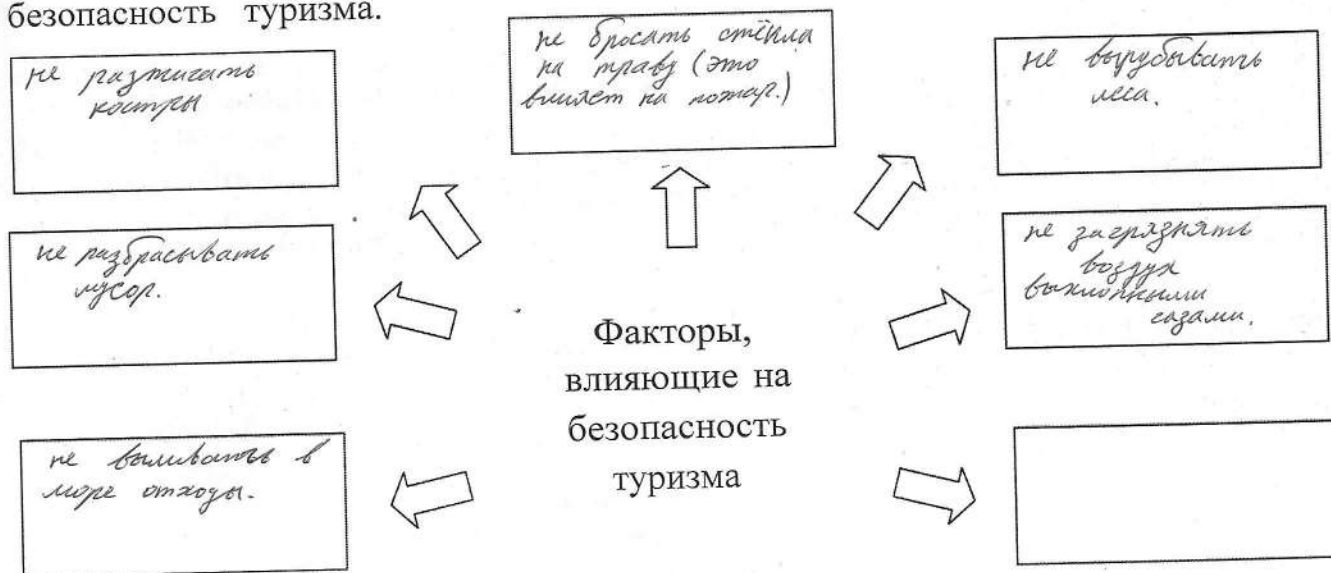 безопасность туризма.
не разжигать
костры
не бросать стёкла
на траву (это
влияет на пожар.)
не вырубывать
леса.
не разбрасывать
мусор.
не загрязнять
воздух
выхлопными
газами.
Факторы,
влияющие на
безопасность
туризма
не выливать в
море отходы.